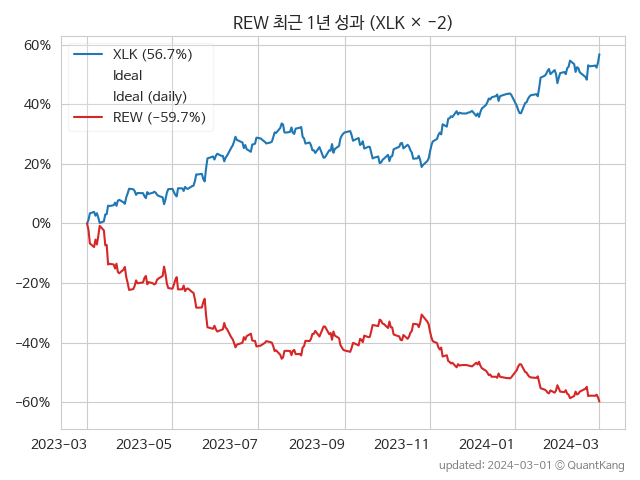 REW 최근 1년 성과 (XLK × −2)
60%
40%
20%
0%
−20%
−40%
−60%
XLK (56.7%)
Ideal
Ideal (daily)
REW (−59.7%)
2023−03
2023−05
2023−07
2023−09
2023−11
2024−01
2024−03
updated: 2024−03−01 © QuantKang